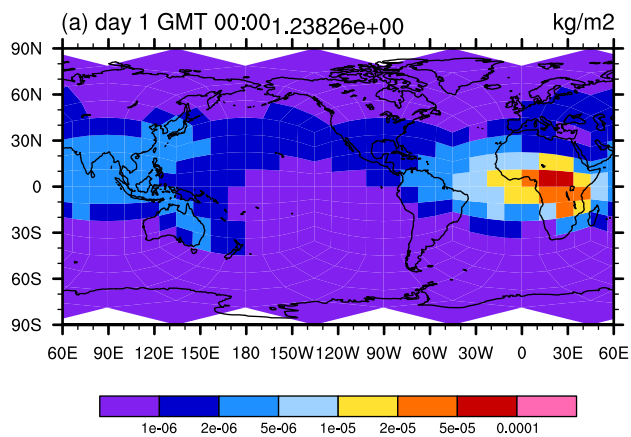 (a) day 1 GMT 00:00 1.23826e+00 kg/m2
90N
60N
30N
0
30S
60S
90S
60E 90E 120E 150E 180 150W 120W 90W 60W 30W 0 30E 60E
1e-06 2e-06 5e-06 1e-05 2e-05 5e-05 0.0001